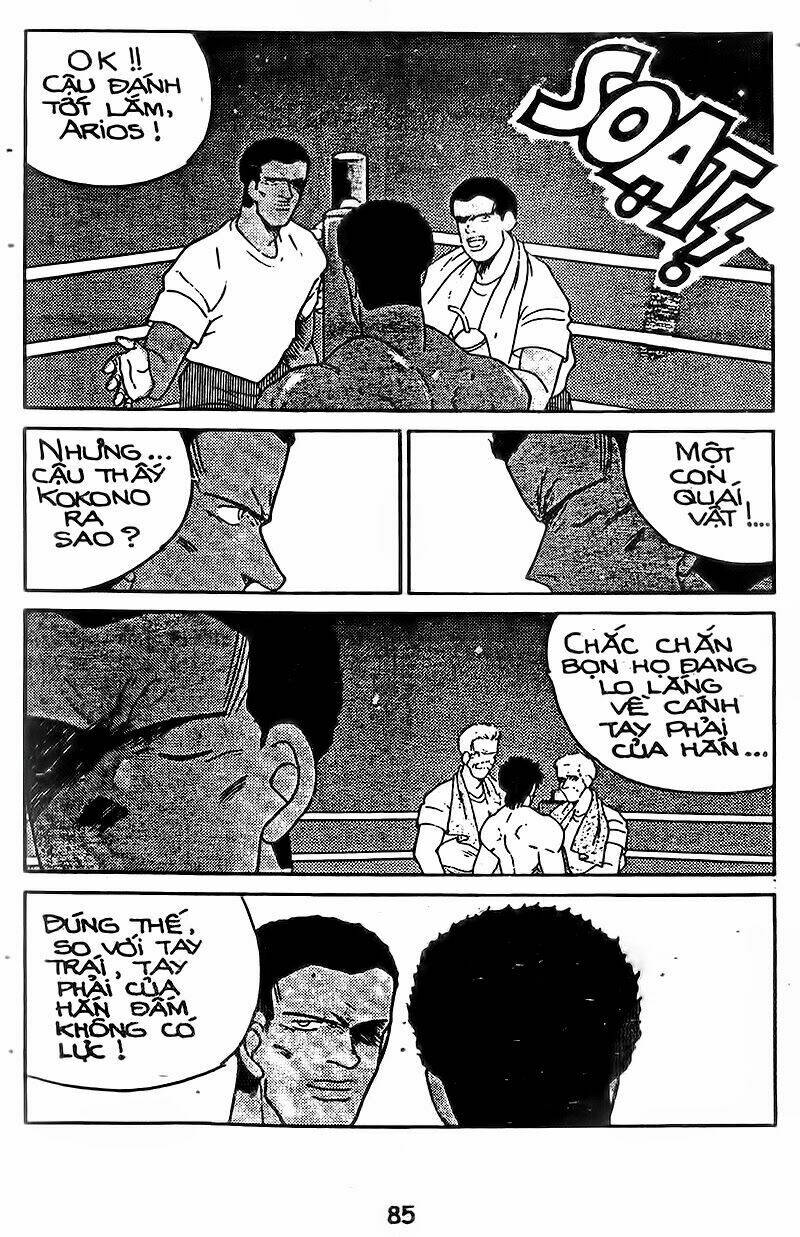 OK!!
CẬU ĐÁNH
TỐT LẮM,
ARIOS!
SOẠT!!
NHƯNG...
CẬU THẤY
KOKONO
RA
SAO?
MỘT
CON
QUÁI
VẬT!....
CHẮC CHẮN
BỌN HỌ ĐANG
LO LẮNG
VỀ CÁNH
TAY PHẢI
CỦA HẮN...
ĐÚNG THẾ,
SO VỚI TAY
TRÁI, TAY
PHẢI CỦA
HẮN ĐẤM
KHÔNG CÓ
LỰC!
85